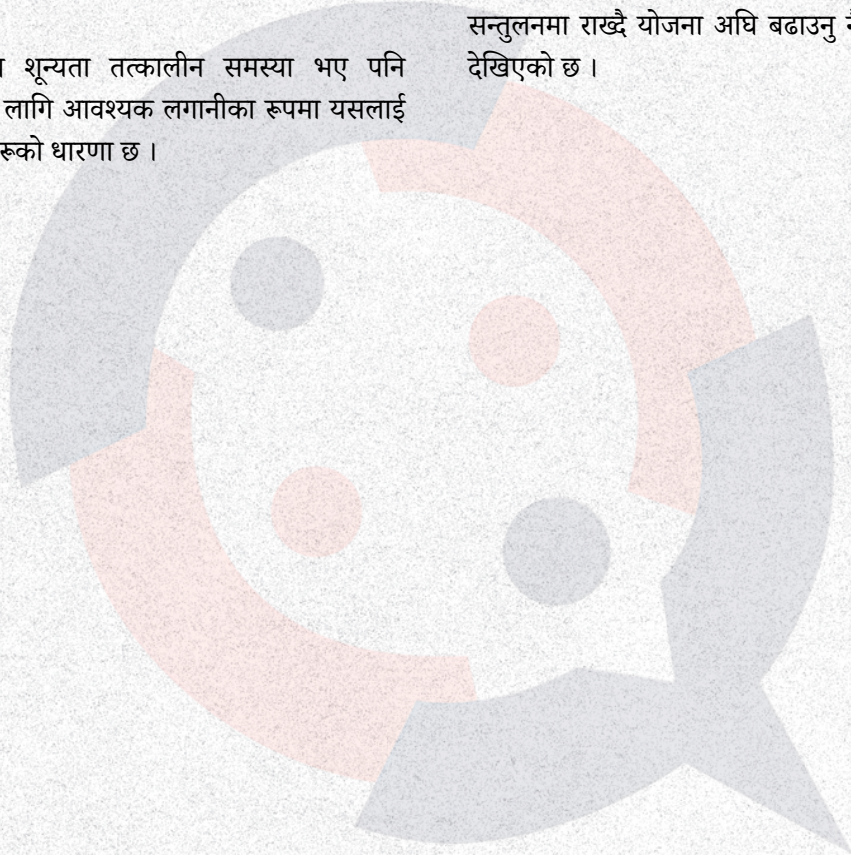 शून्यता तत्कालीन समस्या भए पनि
लागि आवश्यक लगानीका रूपमा यसलाई
रूको धारणा छ ।
सन्तुलनमा राख्दै योजना अघि बढाउनु
देखिएको छ ।